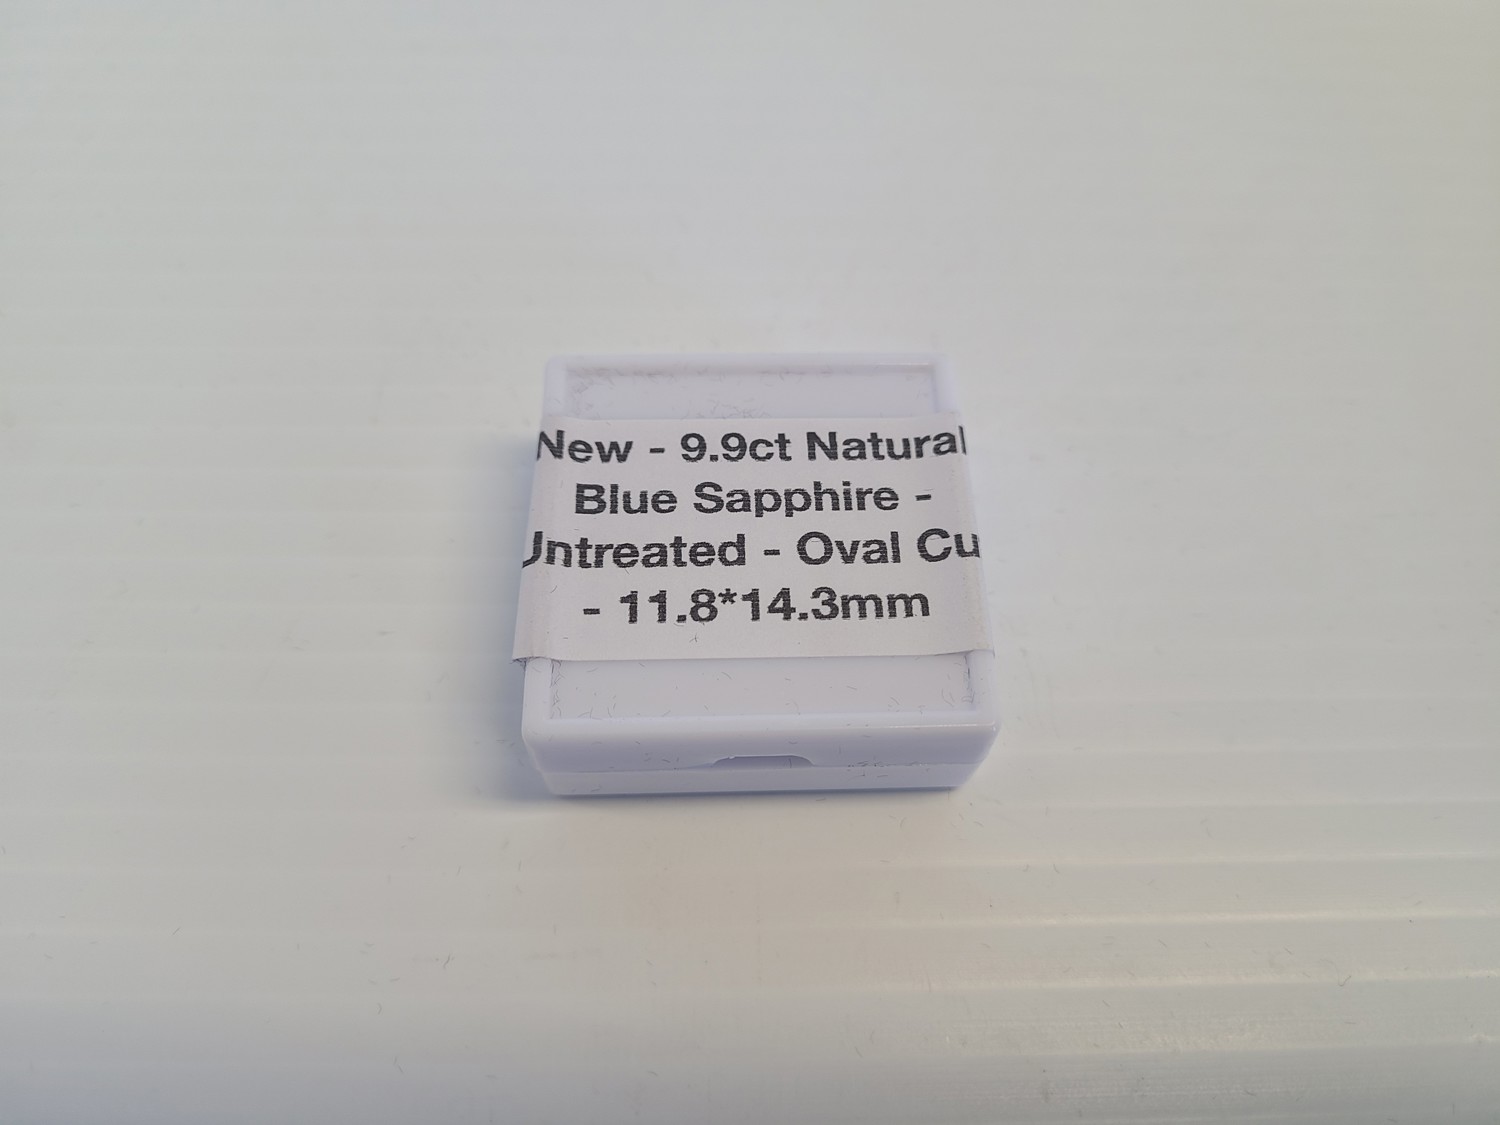 New - 9.9ct Natural
Blue Sapphire -
Untreated - Oval Cu
- 11.8*14.3mm